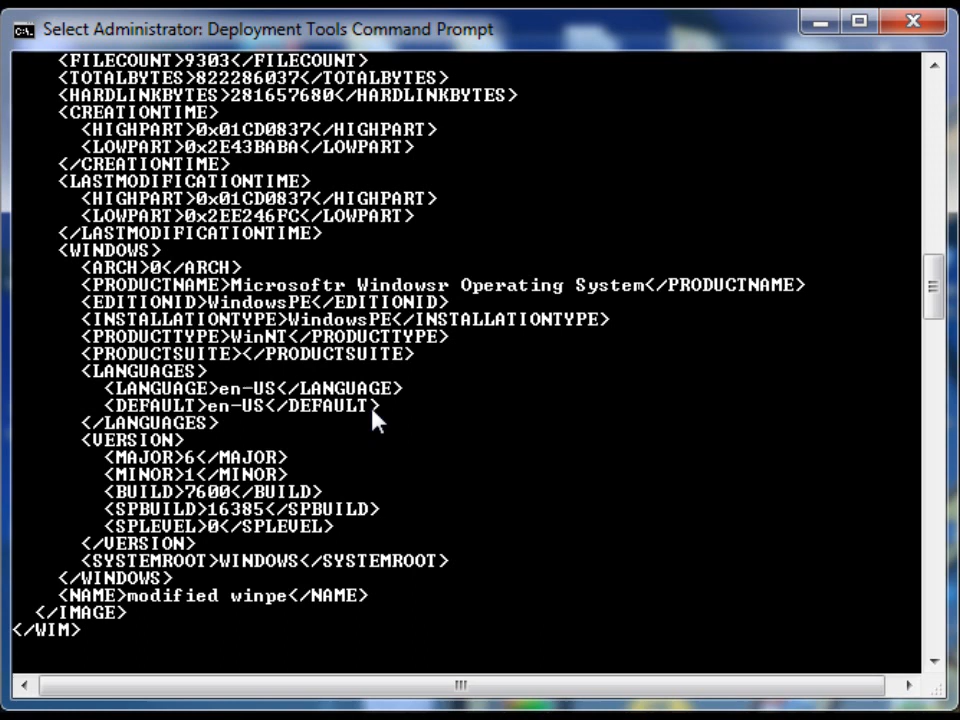 Select Administrator: Deployment Tools Command Prompt
<FILECOUNT>9303</FILECOUNT>
<TOTALBYTES>822286037</TOTALBYTES>
<HARDLINKBYTES>281657680</HARDLINKBYTES>
<CREATIONTIME>
<HIGHPART>0x01CD0837</HIGHPART>
<LOWPART>0x2E43BABA</LOWPART>
</CREATIONTIME>
<LASTMODIFICATIONTIME>
<HIGHPART>0x01CD0837</HIGHPART>
<LOWPART>0x2EE246FC</LOWPART>
</LASTMODIFICATIONTIME>
<WINDOWS>
<ARCH>0</ARCH>
<PRODUCTNAME>Microsoftr Windowsr Operating System</PRODUCTNAME>
<EDITIONID>WindowsPE</EDITIONID>
<INSTALLATIONTYPE>WindowsPE</INSTALLATIONTYPE>
<PRODUCTTYPE>WinNT</PRODUCTTYPE>
<PRODUCTSUITE></PRODUCTSUITE>
<LANGUAGES>
<LANGUAGE>en-US</LANGUAGE>
<DEFAULT>en-US</DEFAULT>
</LANGUAGES>
<VERSION>
<MAJOR>6</MAJOR>
<MINOR>1</MINOR>
<BUILD>7600</BUILD>
<SPBUILD>16385</SPBUILD>
<SPLEVEL>0</SPLEVEL>
</VERSION>
<SYSTEMROOT>WINDOWS</SYSTEMROOT>
</WINDOWS>
<NAME>modified winpe</NAME>
</IMAGE>
</WIM>